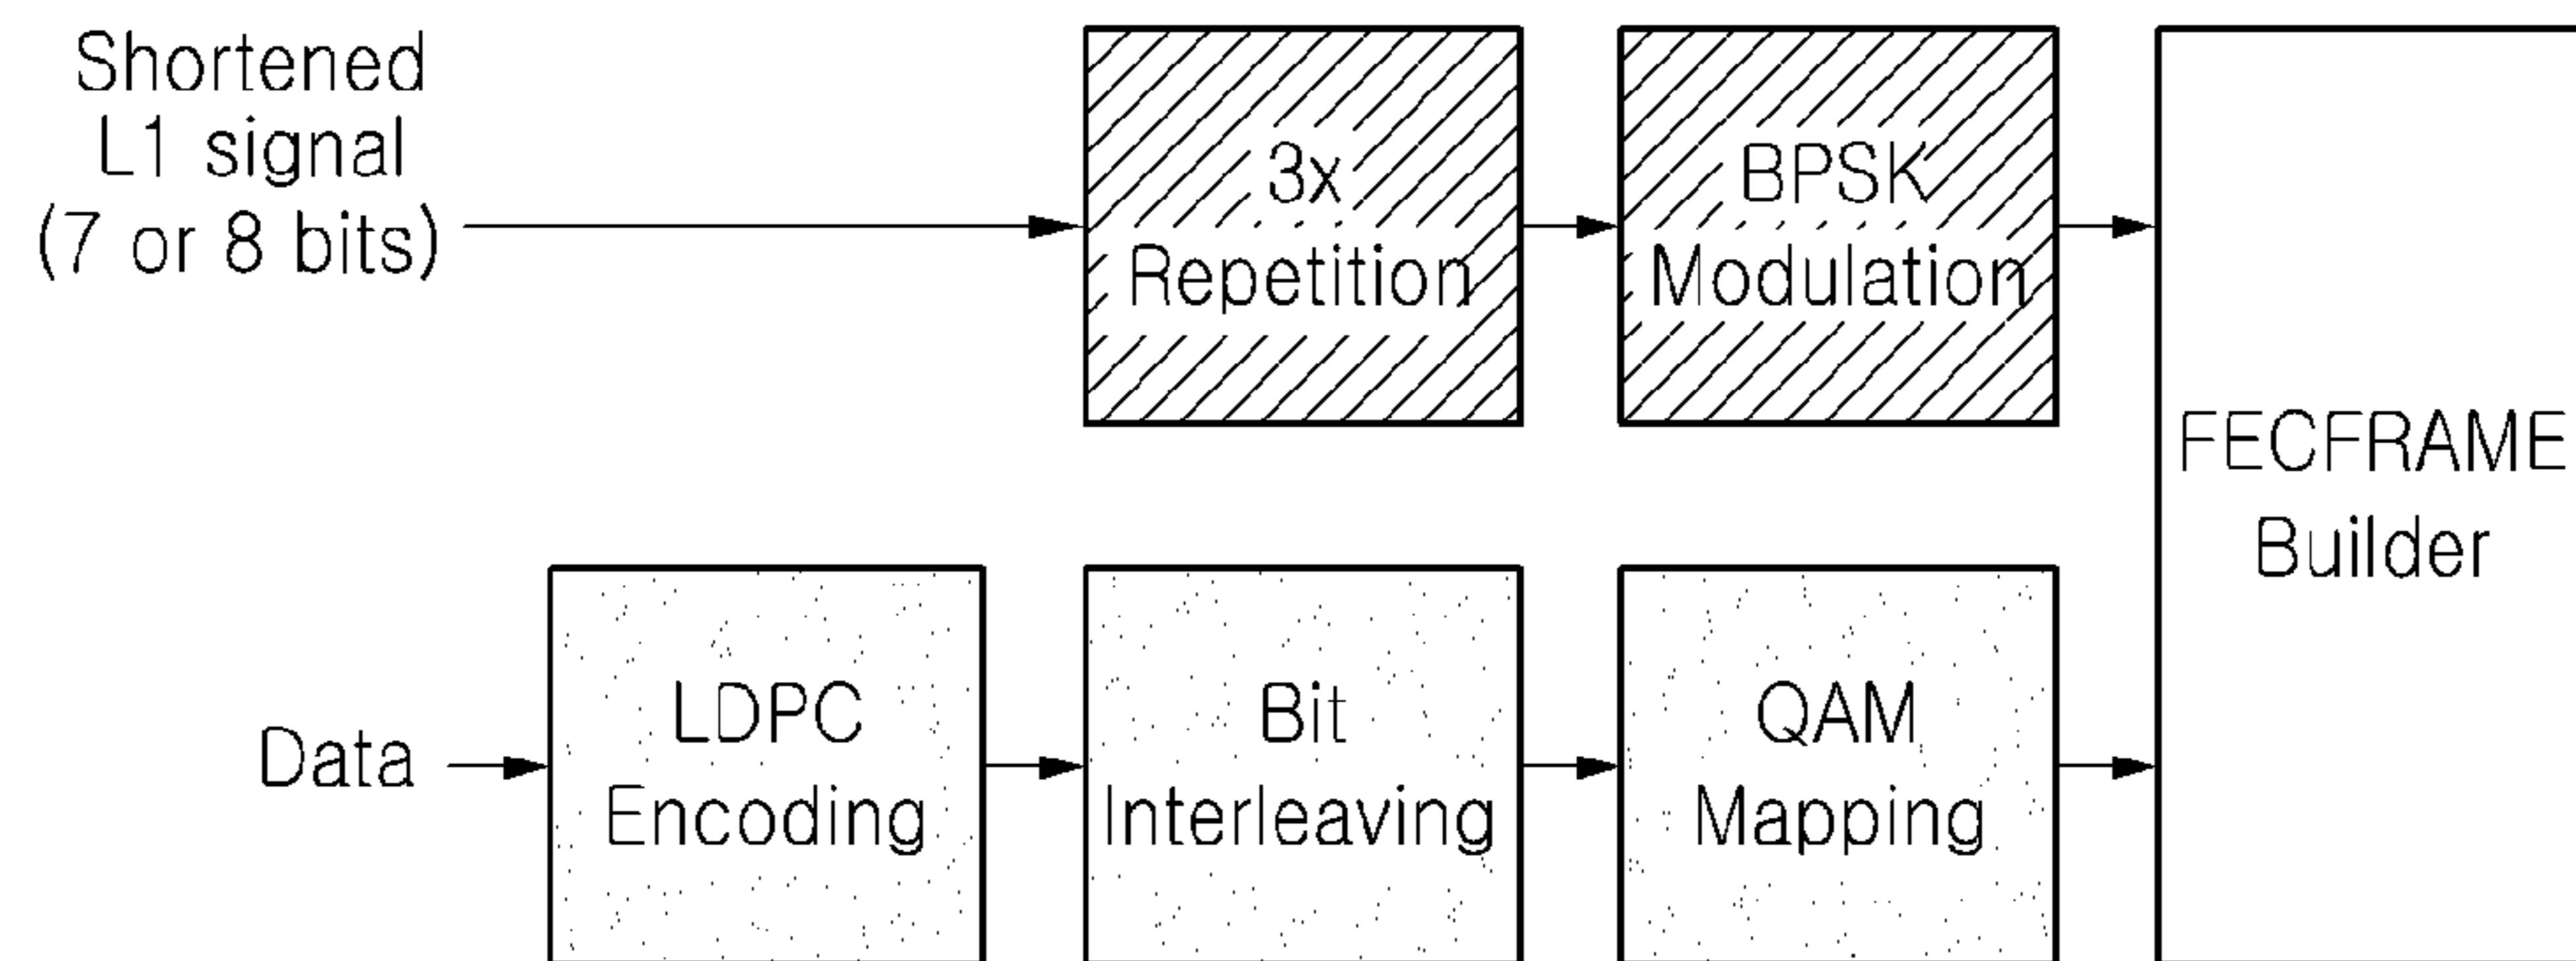 Shortened
L1 signal
(7 or 8 bits)
3x
Repetition
BPSK
Modulation
FECFRAME
Builder
Data
LDPC
Encoding
Bit
Interleaving
QAM
Mapping